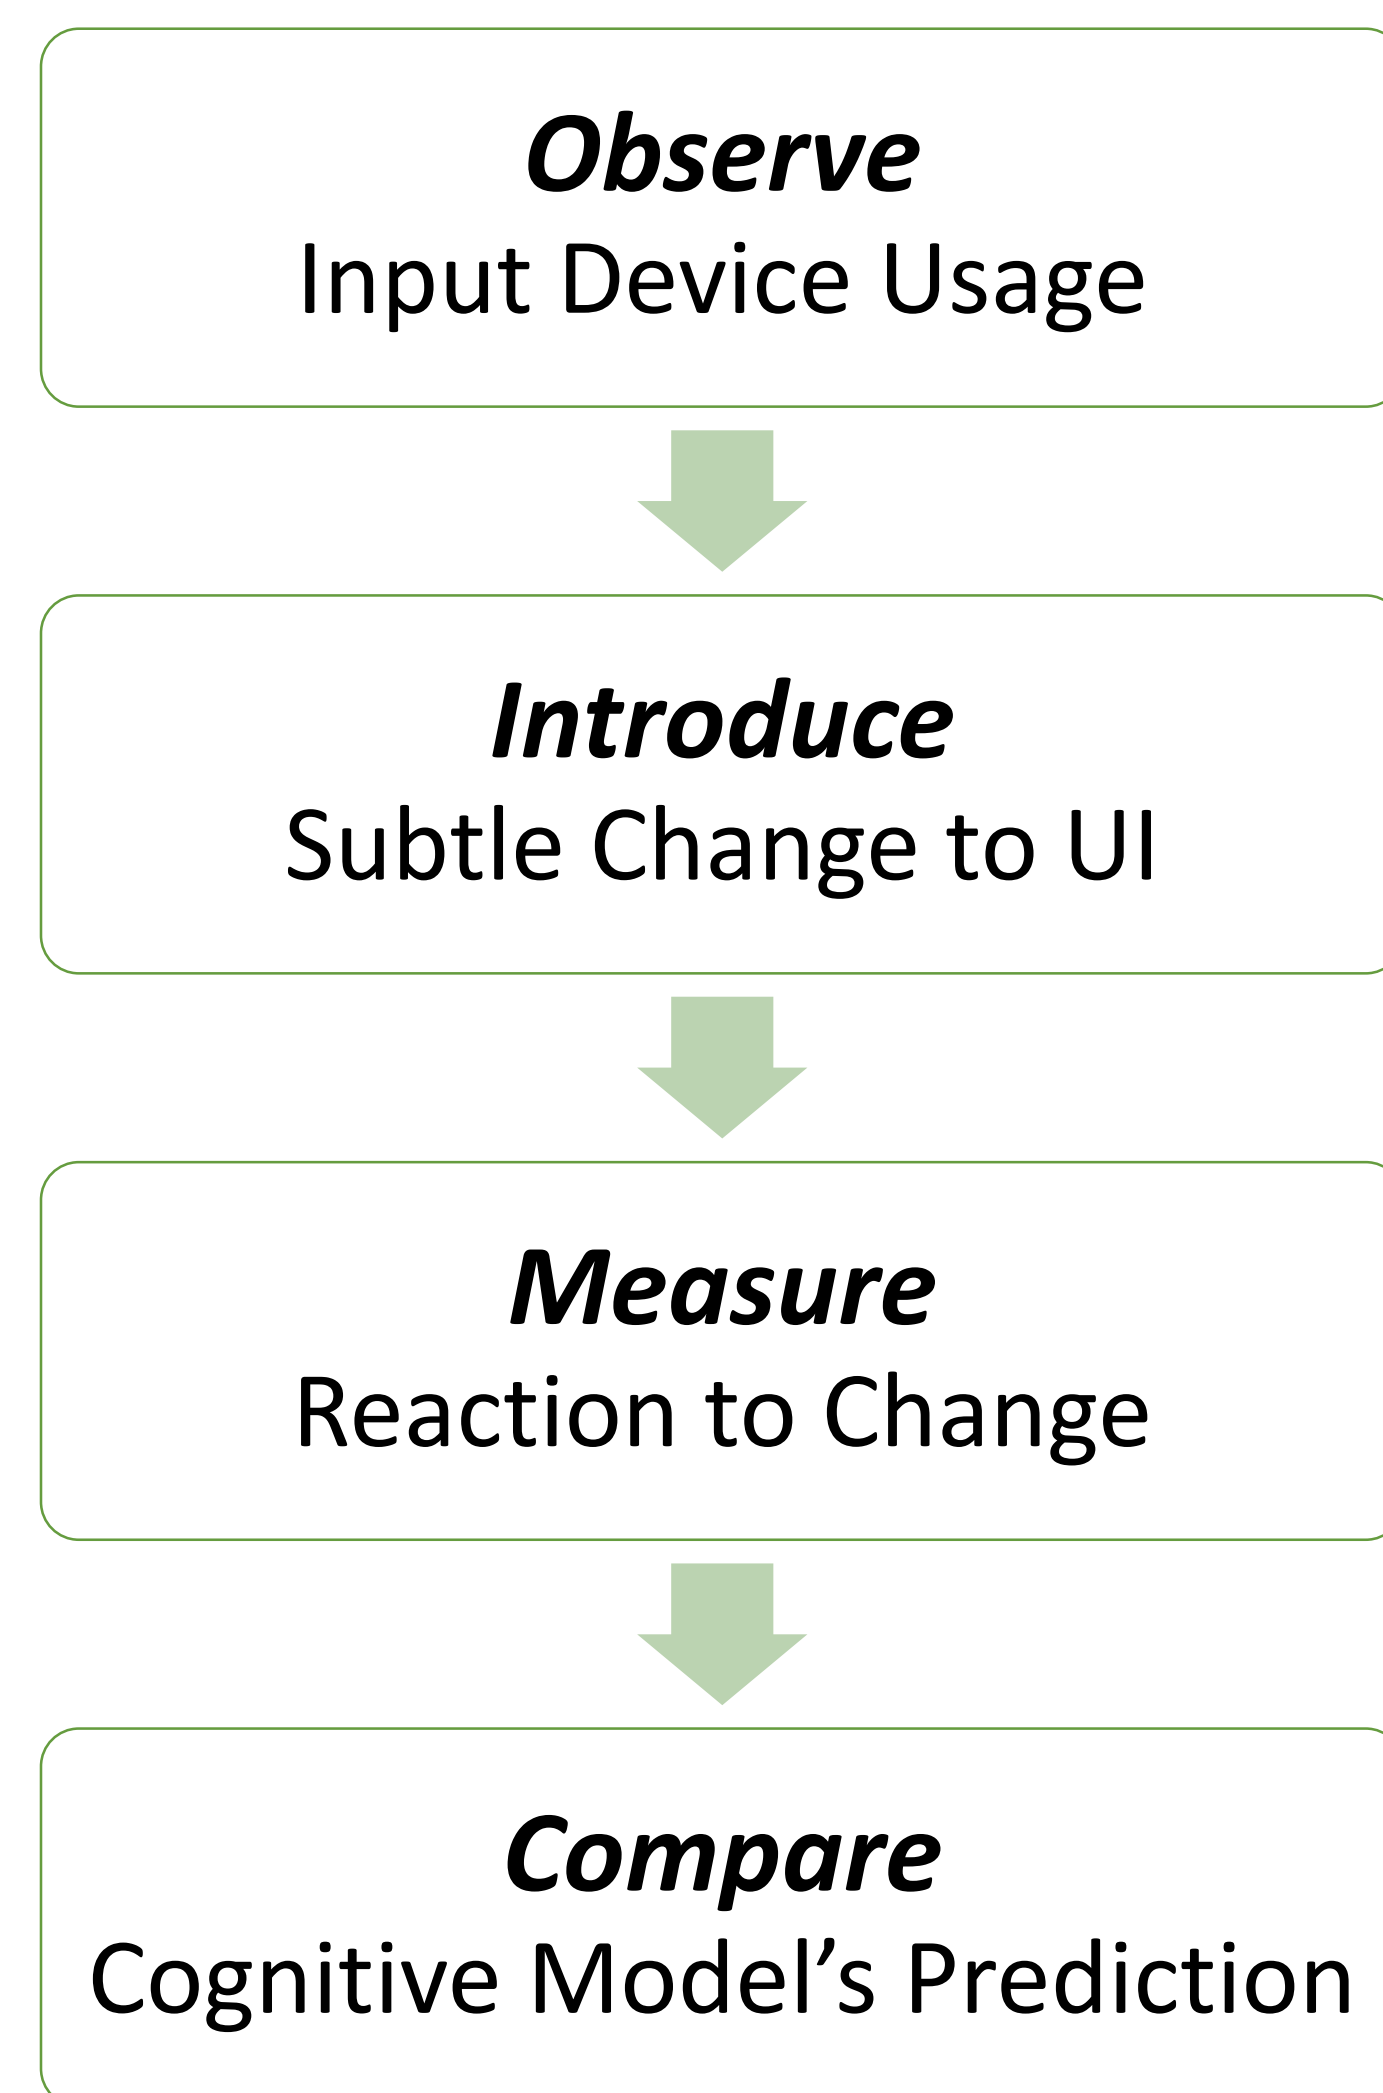 Observe
Input Device Usage
Introduce
Subtle Change to UI
Measure
Reaction to Change
Compare
Cognitive Model’s Prediction